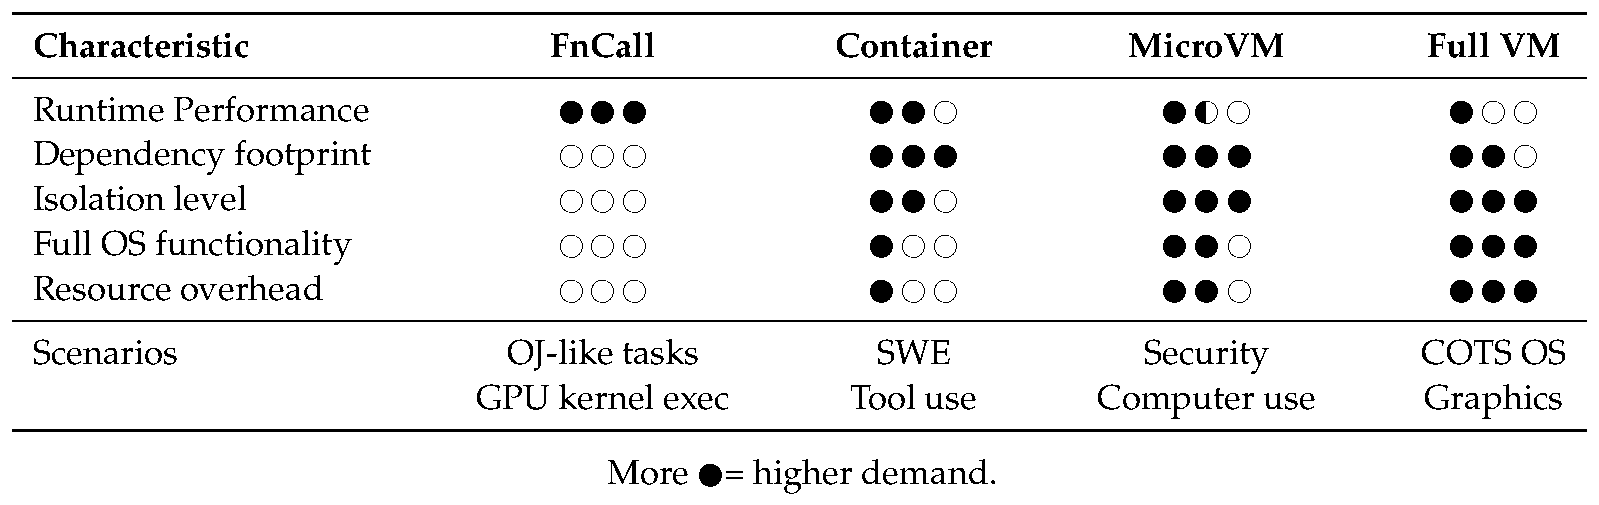 Characteristic FnCall Container MicroVM Full VM
Runtime Performance ●●● ●●○ ●◐○ ●○○
Dependency footprint ○○○ ●●● ●●● ●●○
Isolation level ○○○ ●●○ ●●● ●●●
Full OS functionality ○○○ ●○○ ●●○ ●●●
Resource overhead ○○○ ●○○ ●●○ ●●●
Scenarios OJ-like tasks SWE Security COTS OS
GPU kernel exec Tool use Computer use Graphics
More ●= higher demand.